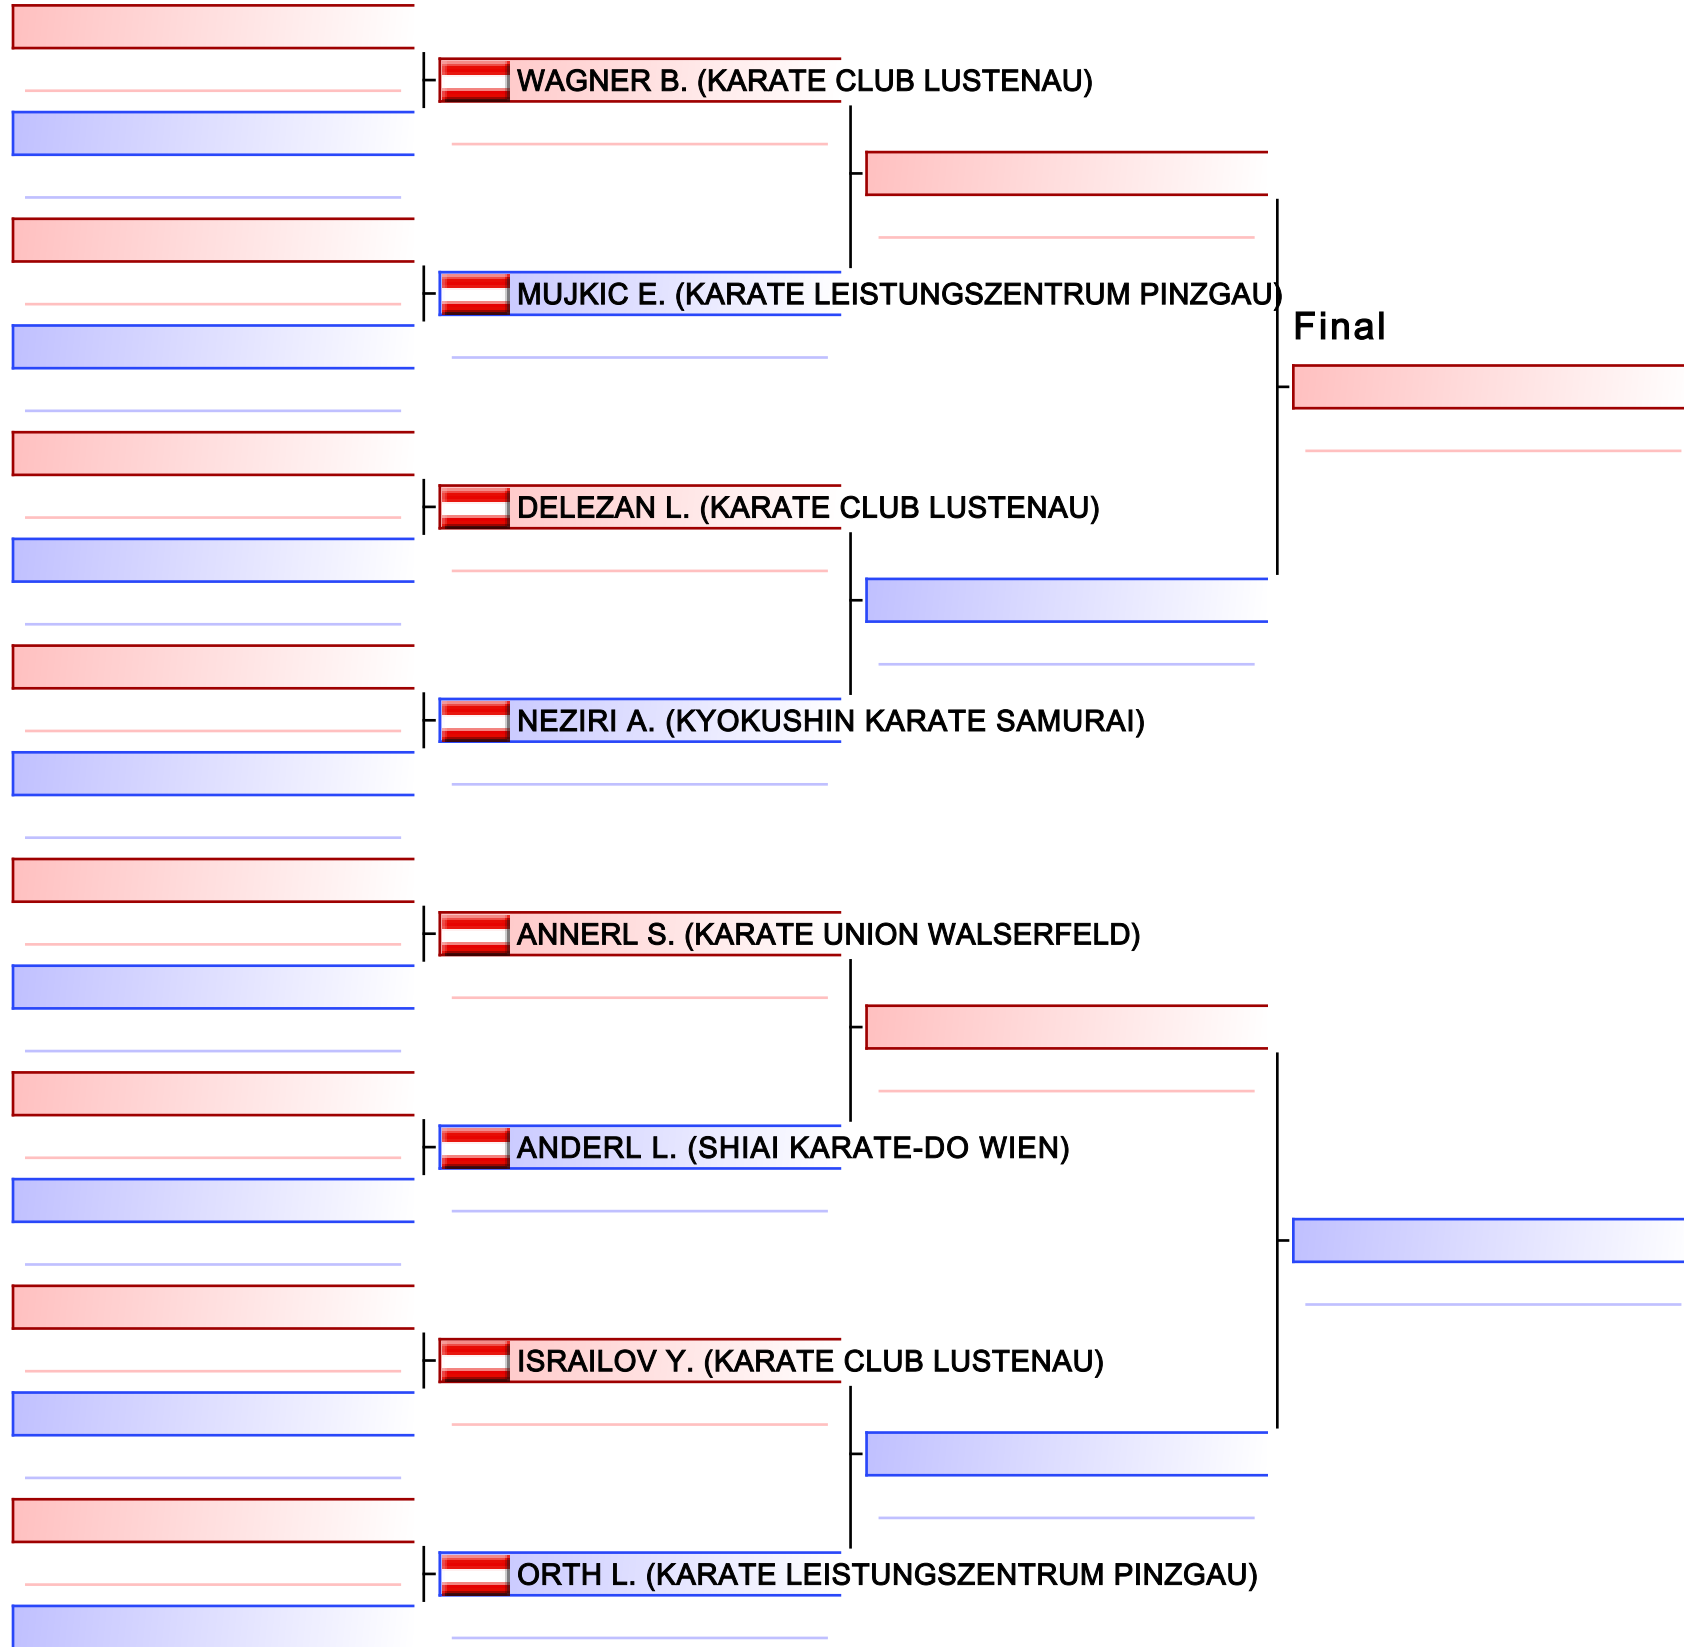 WAGNER B. (KARATE CLUB LUSTENAU)
MUJKIC E. (KARATE LEISTUNGSZENTRUM PINZGAU)
Final
DELEZAN L. (KARATE CLUB LUSTENAU)
NEZIRI A. (KYOKUSHIN KARATE SAMURAI)
ANNERL S. (KARATE UNION WALSERFELD)
ANDERL L. (SHIAI KARATE-DO WIEN)
ISRAILOV Y. (KARATE CLUB LUSTENAU)
ORTH L. (KARATE LEISTUNGSZENTRUM PINZGAU)